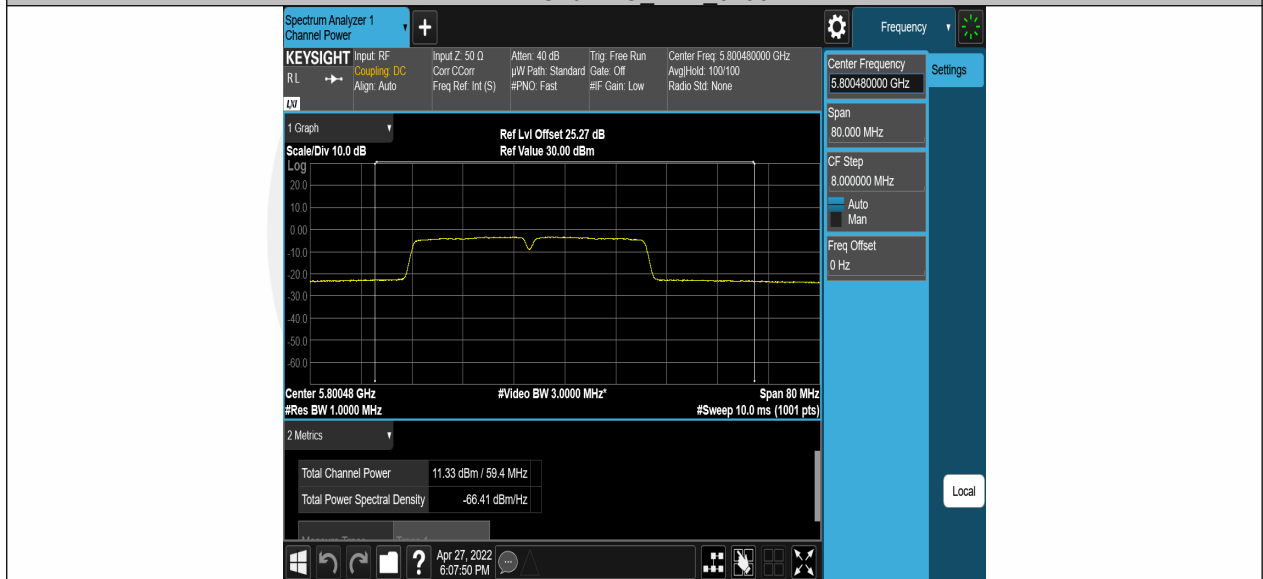 Spectrum Analyzer 1
Channel Power
+
Frequency
KEYSIGHT
RL
LXI
Input: RF
Coupling: DC
Align: Auto
Input Z: 50 Ω
Corr CCorr
Freq Ref: Int (S)
Atten: 40 dB
µW Path: Standard
#PNO: Fast
Trig: Free Run
Gate: Off
#IF Gain: Low
Center Freq: 5.800480000 GHz
Avg|Hold: 100/100
Radio Std: None
Center Frequency
5.800480000 GHz
Settings
Span
80.000 MHz
CF Step
8.000000 MHz
Auto
Man
Freq Offset
0 Hz
Local
1 Graph
Scale/Div 10.0 dB
Ref Lvl Offset 25.27 dB
Ref Value 30.00 dBm
Log
20.0
10.0
0.00
-10.0
-20.0
-30.0
-40.0
-50.0
-60.0
Center 5.80048 GHz
#Video BW 3.0000 MHz*
Span 80 MHz
#Res BW 1.0000 MHz
#Sweep 10.0 ms (1001 pts)
2 Metrics
Total Channel Power 11.33 dBm / 59.4 MHz
Total Power Spectral Density -66.41 dBm/Hz
?
Apr 27, 2022
6:07:50 PM